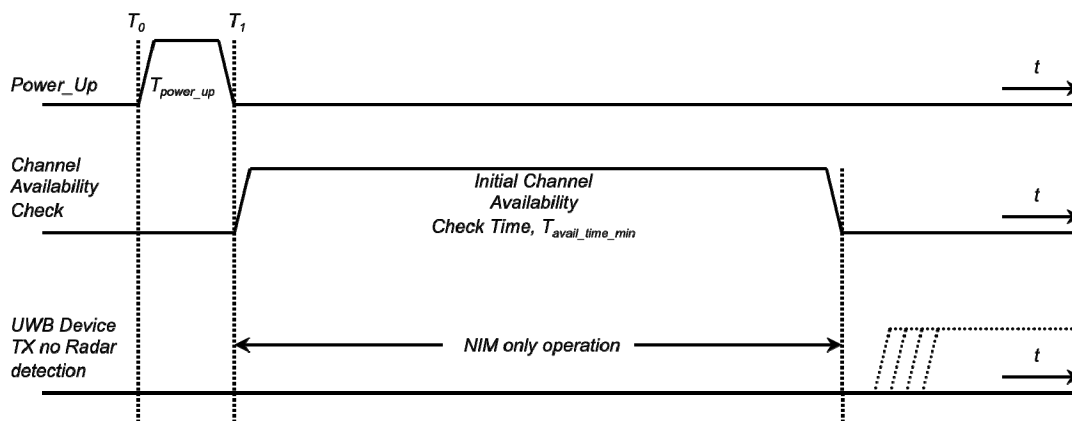 T0 T1
Power_Up
Tpower_up
t
Channel
Availability
Check
Initial Channel
Availability
Check Time, Tavail_time_min
t
UWB Device
TX no Radar
detection
NIM only operation
t